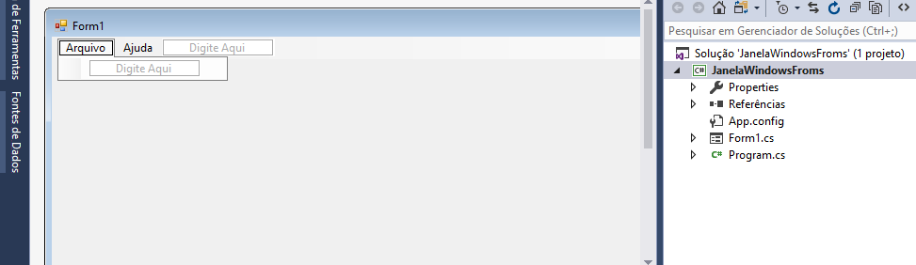 de Ferramentas
Fontes de Dados
Form1
Arquivo Ajuda Digite Aqui
Digite Aqui
Pesquisar em Gerenciador de Soluções (Ctrl+;)
Solução 'JanelaWindowsFroms' (1 projeto)
C# JanelaWindowsFroms
Properties
Referências
App.config
Form1.cs
C# Program.cs